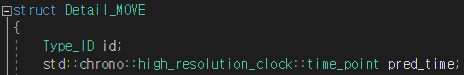 struct Detail_MOVE
{
Type_ID id;
std::chrono::high_resolution_clock::time_point pred_time;